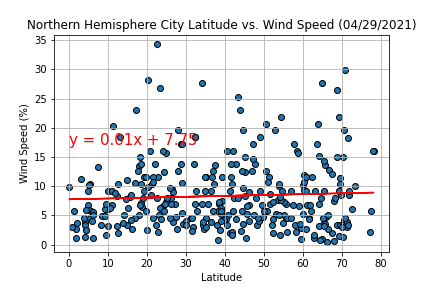 Northern Hemisphere City Latitude vs. Wind Speed (04/29/2021)
35
30
25
20
15
10
5
0
Wind Speed (%)
y = 0.01x + 7.75
0 10 20 30 40 50 60 70 80
Latitude